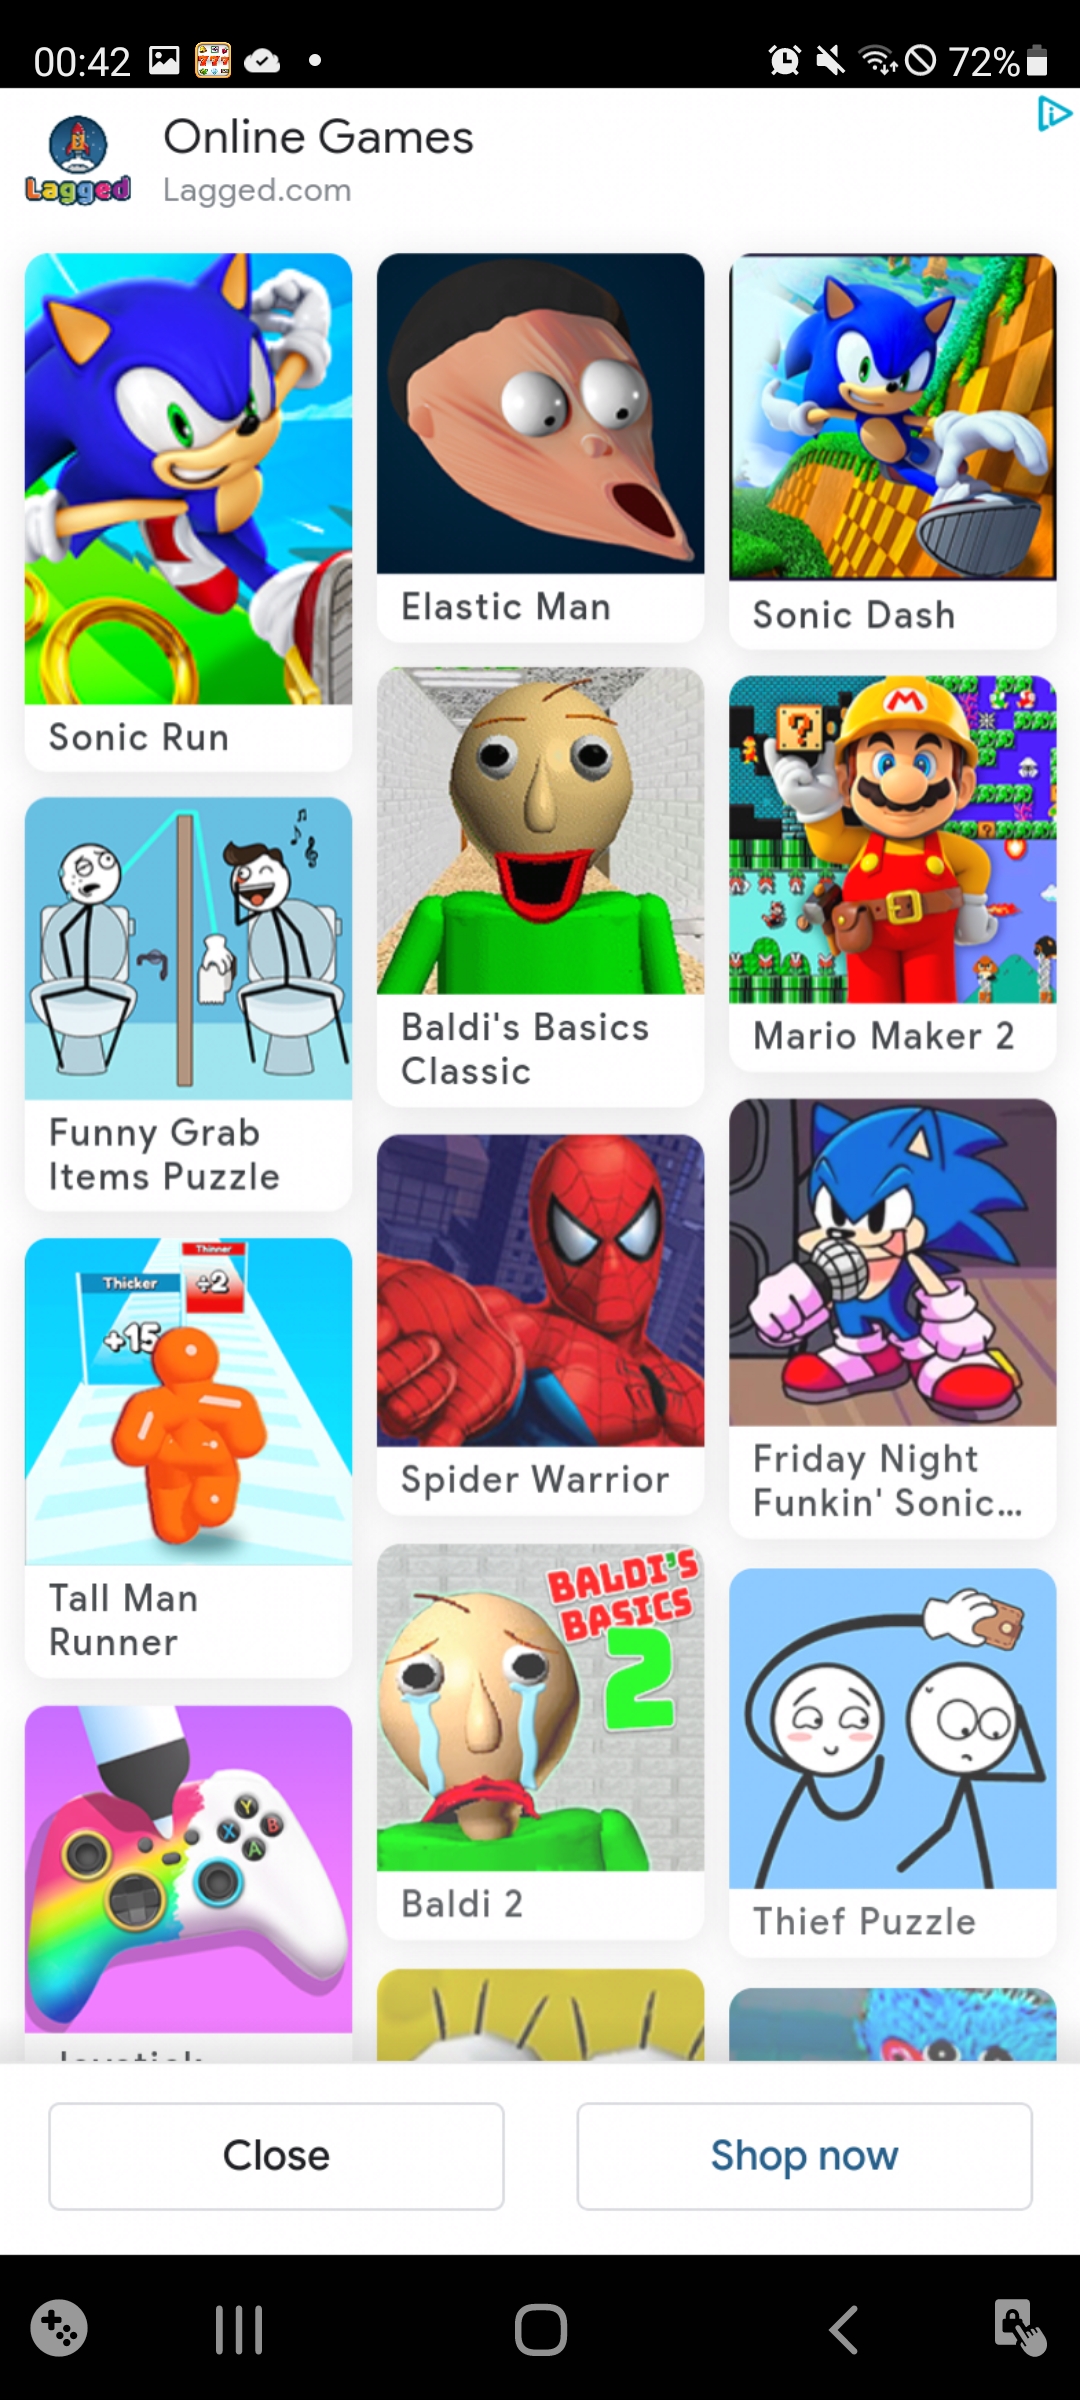 00:42
72%
Online Games
Lagged
Lagged.com
Sonic Run
Elastic Man
Sonic Dash
Funny Grab
Items Puzzle
Baldi's Basics
Classic
M
?
Mario Maker 2
Thinner
Thicker
÷2
+15
Tall Man
Runner
Spider Warrior
Friday Night
Funkin' Sonic...
BALDI'S
BASICS
2
Baldi 2
Thief Puzzle
Y
X
B
A
Joystick
Close
Shop now